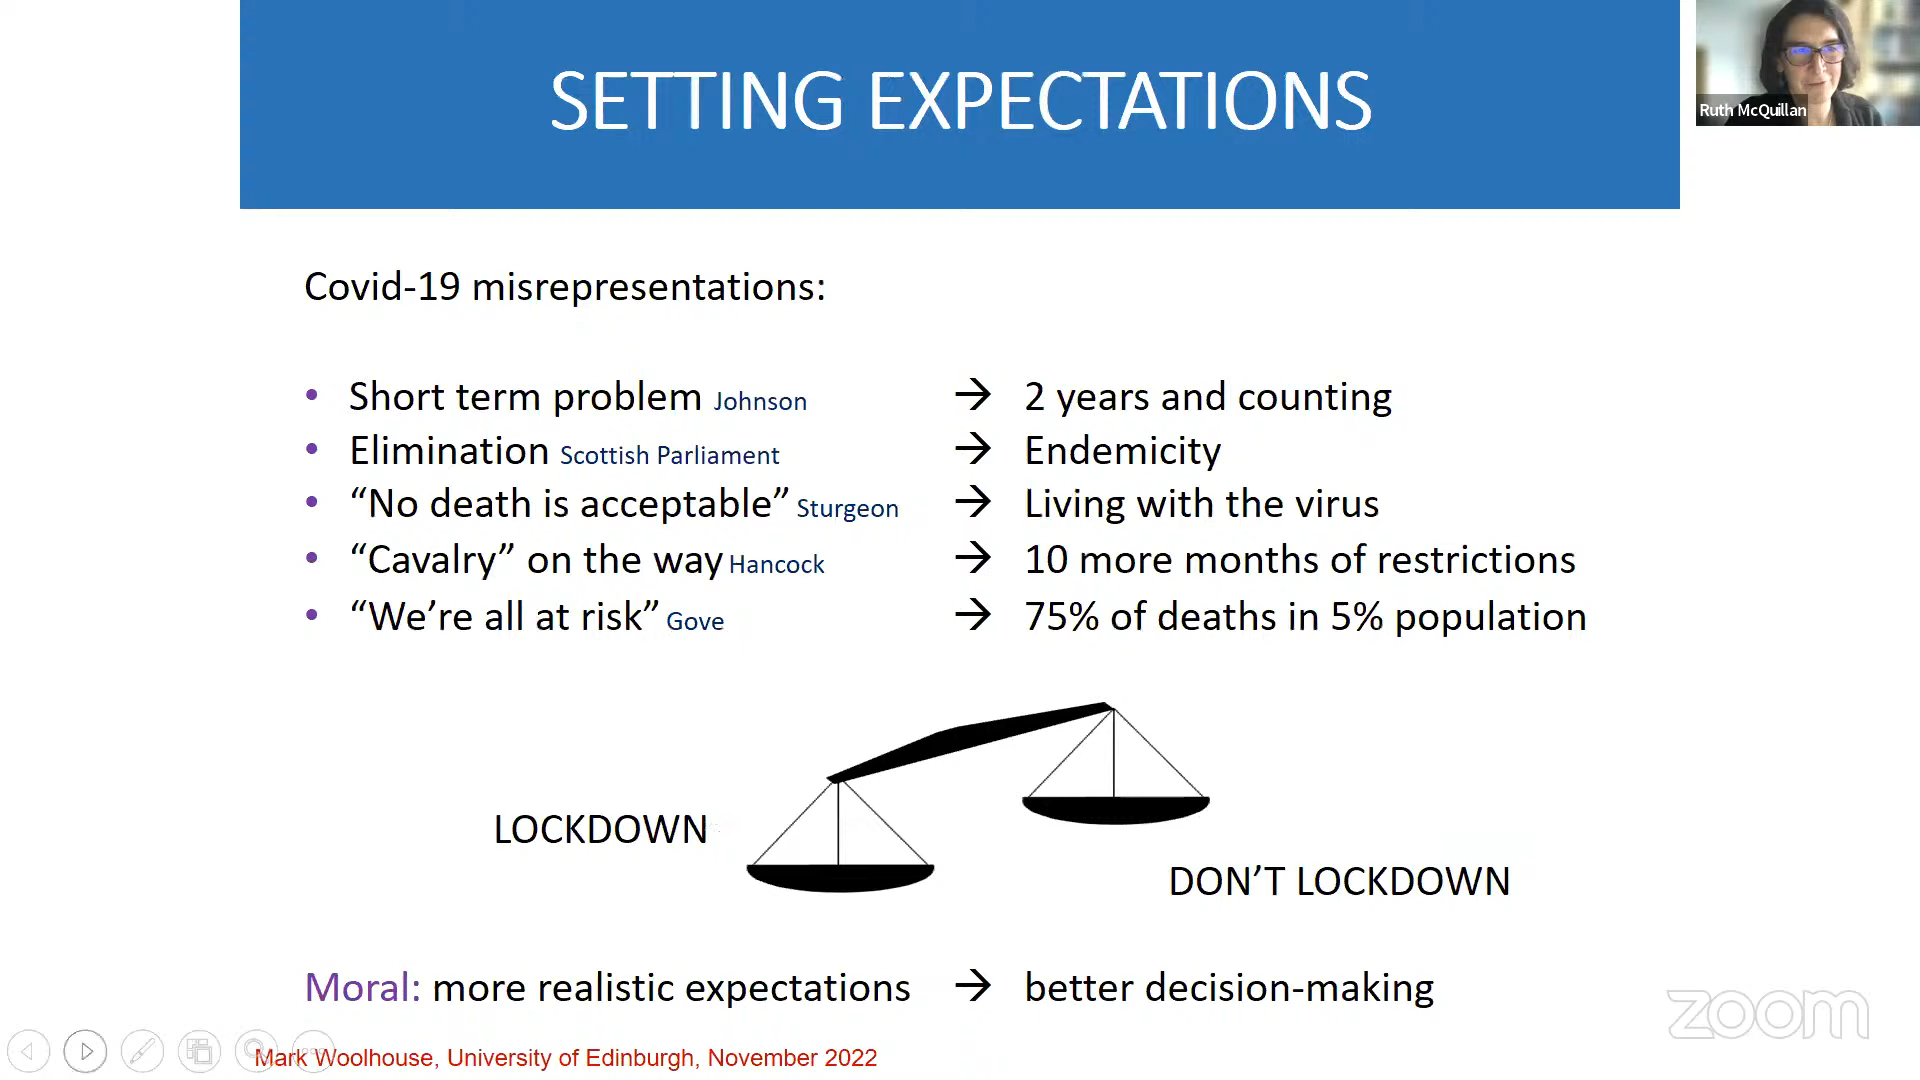 SETTING EXPECTATIONS
Ruth McQuillan
Covid-19 misrepresentations:
• Short term problem Johnson → 2 years and counting
• Elimination Scottish Parliament → Endemicity
• “No death is acceptable” Sturgeon → Living with the virus
• “Cavalry” on the way Hancock → 10 more months of restrictions
• “We’re all at risk” Gove → 75% of deaths in 5% population
LOCKDOWN
DON’T LOCKDOWN
Moral: more realistic expectations → better decision-making
zoom
Mark Woolhouse, University of Edinburgh, November 2022